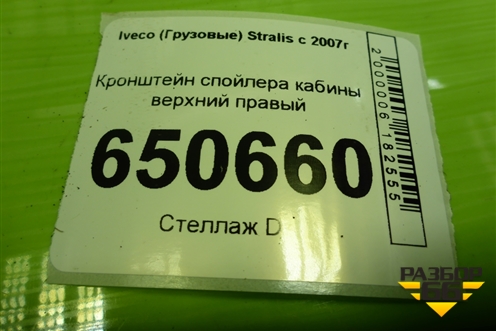 Iveco (Грузовые) Stralis с 2007г
Кронштейн спойлера кабины
верхний правый
650660
Стеллаж D
2000006182555
РАЗБОР